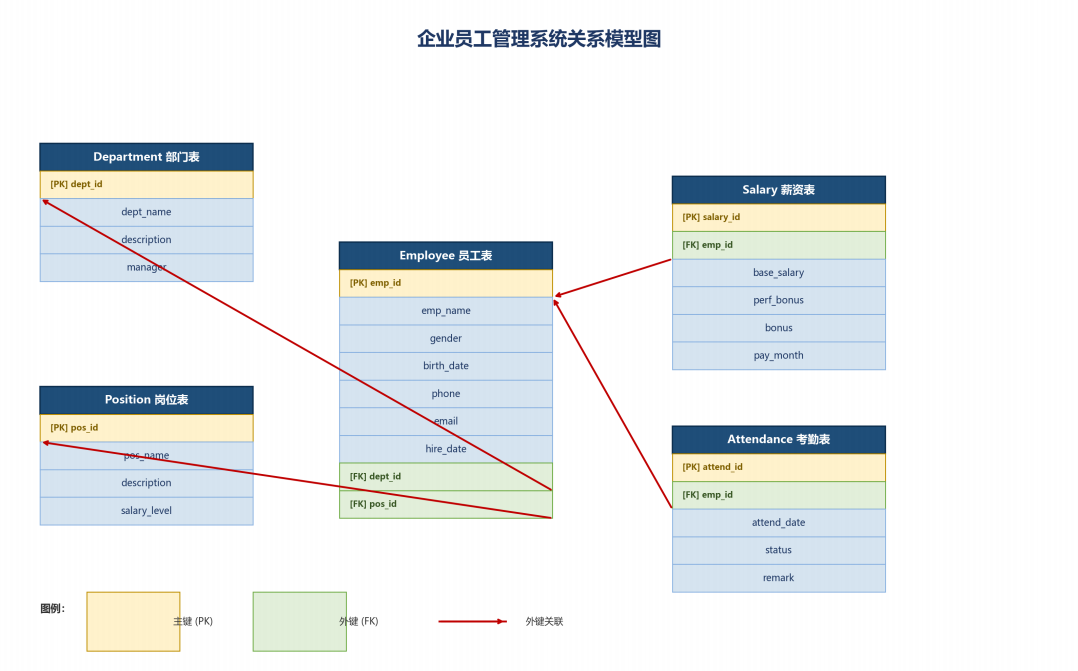 企业员工管理系统关系模型图
Department 部门表
[PK] dept_id
dept_name
description
manager
Position 岗位表
[PK] pos_id
pos_name
description
salary_level
Employee 员工表
[PK] emp_id
emp_name
gender
birth_date
phone
email
hire_date
[FK] dept_id
[FK] pos_id
Salary 薪资表
[PK] salary_id
[FK] emp_id
base_salary
perf_bonus
bonus
pay_month
Attendance 考勤表
[PK] attend_id
[FK] emp_id
attend_date
status
remark
图例：
主键 (PK)
外键 (FK)
外键关联